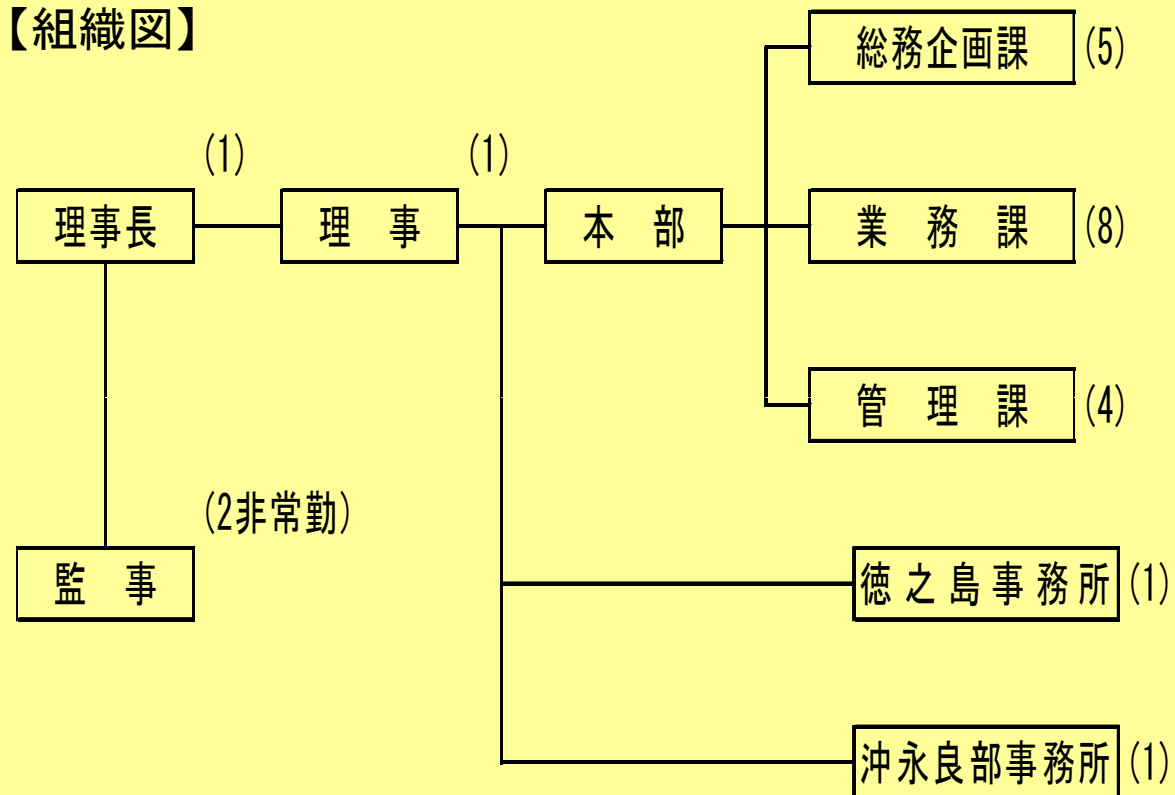 【組織図】
総務企画課 (5)
(1) (1)
理事長 理　事 本　部 業　務　課 (8)
管　理　課 (4)
(2非常勤)
監　事
徳之島事務所 (1)
沖永良部事務所 (1)